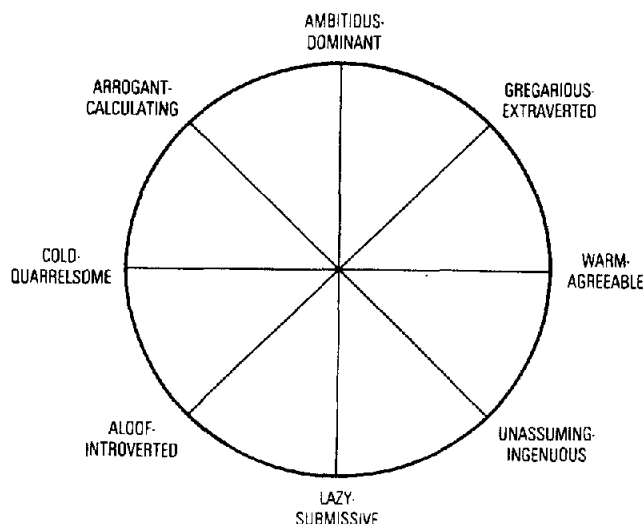 AMBITIOUS-
DOMINANT
ARROGANT-
CALCULATING
GREGARIOUS-
EXTRAVERTED
COLD-
QUARRELSOME
WARM-
AGREEABLE
ALOOF-
INTROVERTED
UNASSUMING-
INGENUOUS
LAZY-
SUBMISSIVE